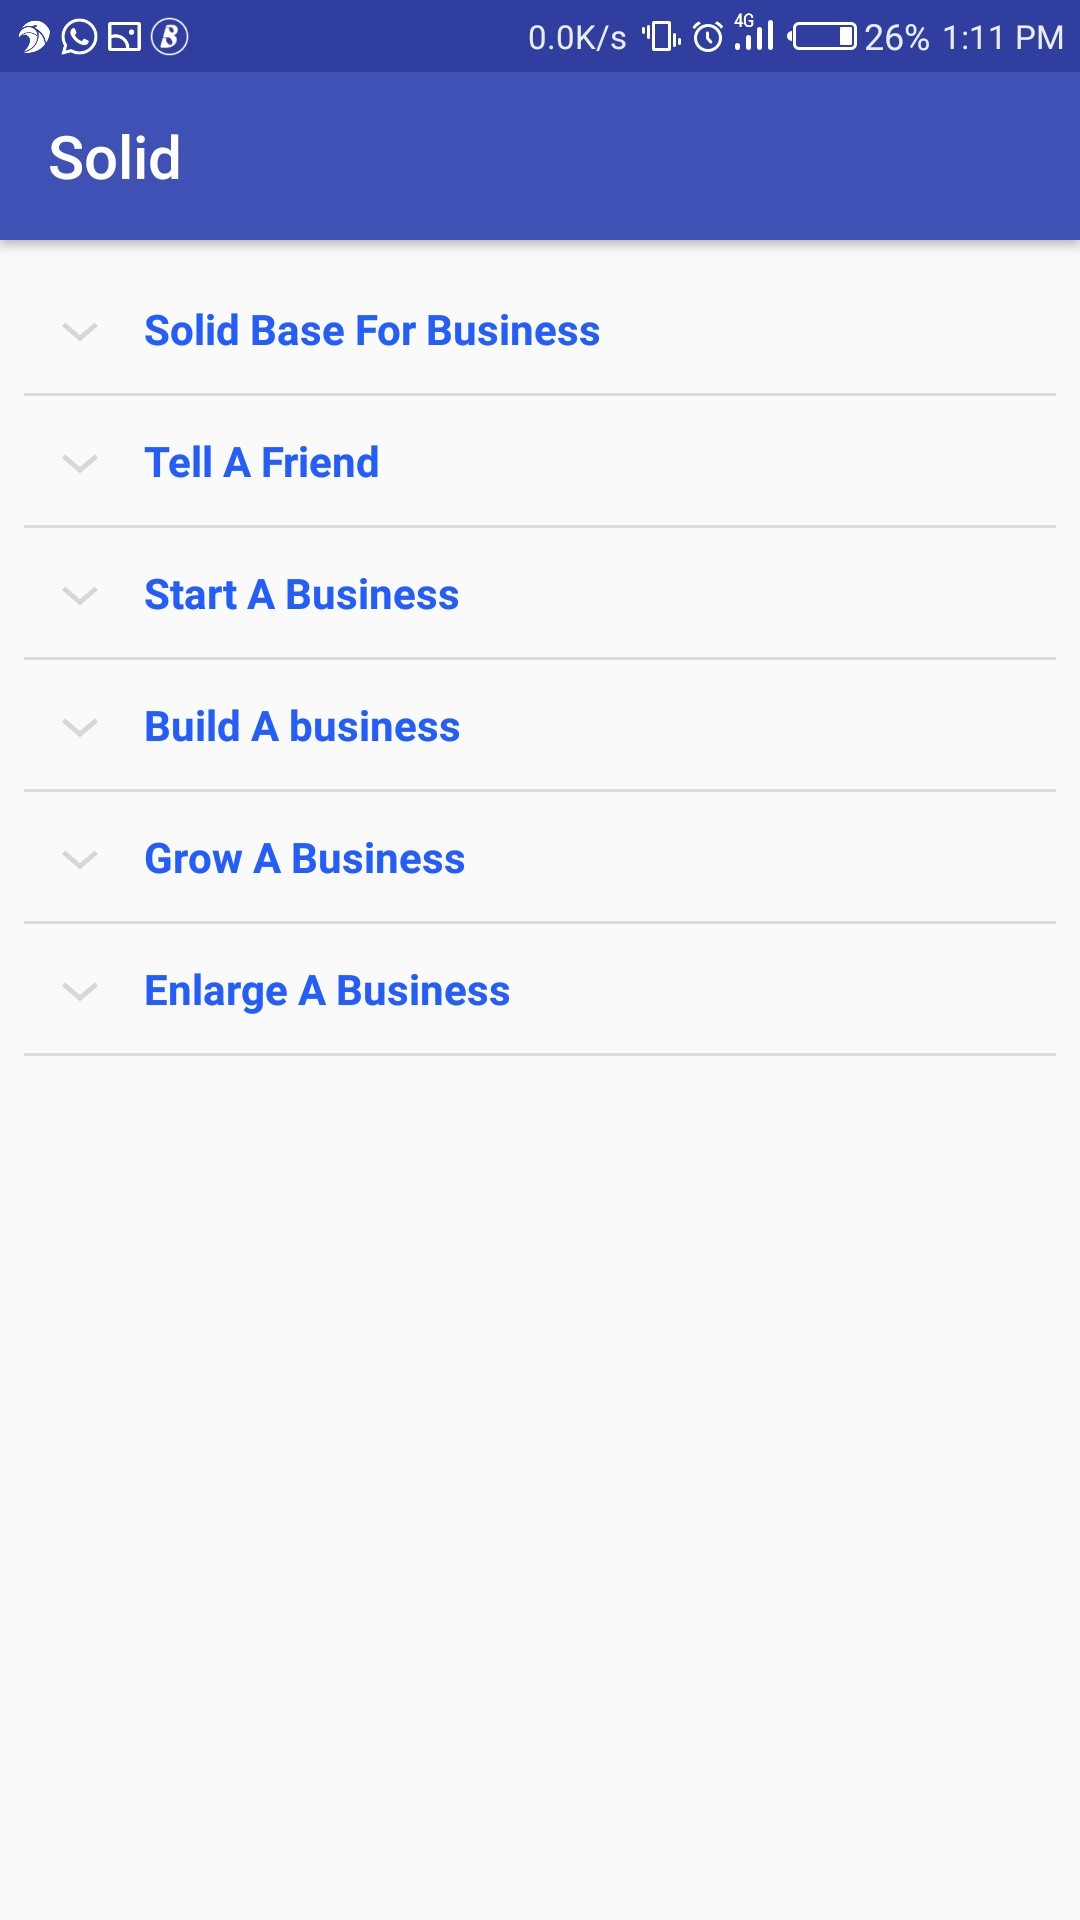 0.0K/s 4G 26% 1:11 PM
Solid
Solid Base For Business
Tell A Friend
Start A Business
Build A business
Grow A Business
Enlarge A Business